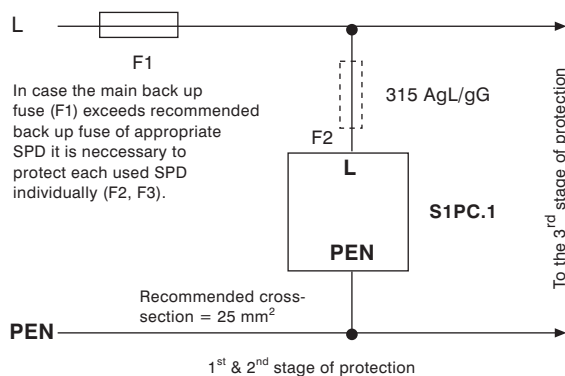 L
F1
In case the main back up
fuse (F1) exceeds recommended
back up fuse of appropriate
SPD it is neccessary to
protect each used SPD
individually (F2, F3).
315 AgL/gG
F2
L
S1PC.1
PEN
To the 3rd stage of protection
Recommended cross-
section = 25 mm²
PEN
1st & 2nd stage of protection